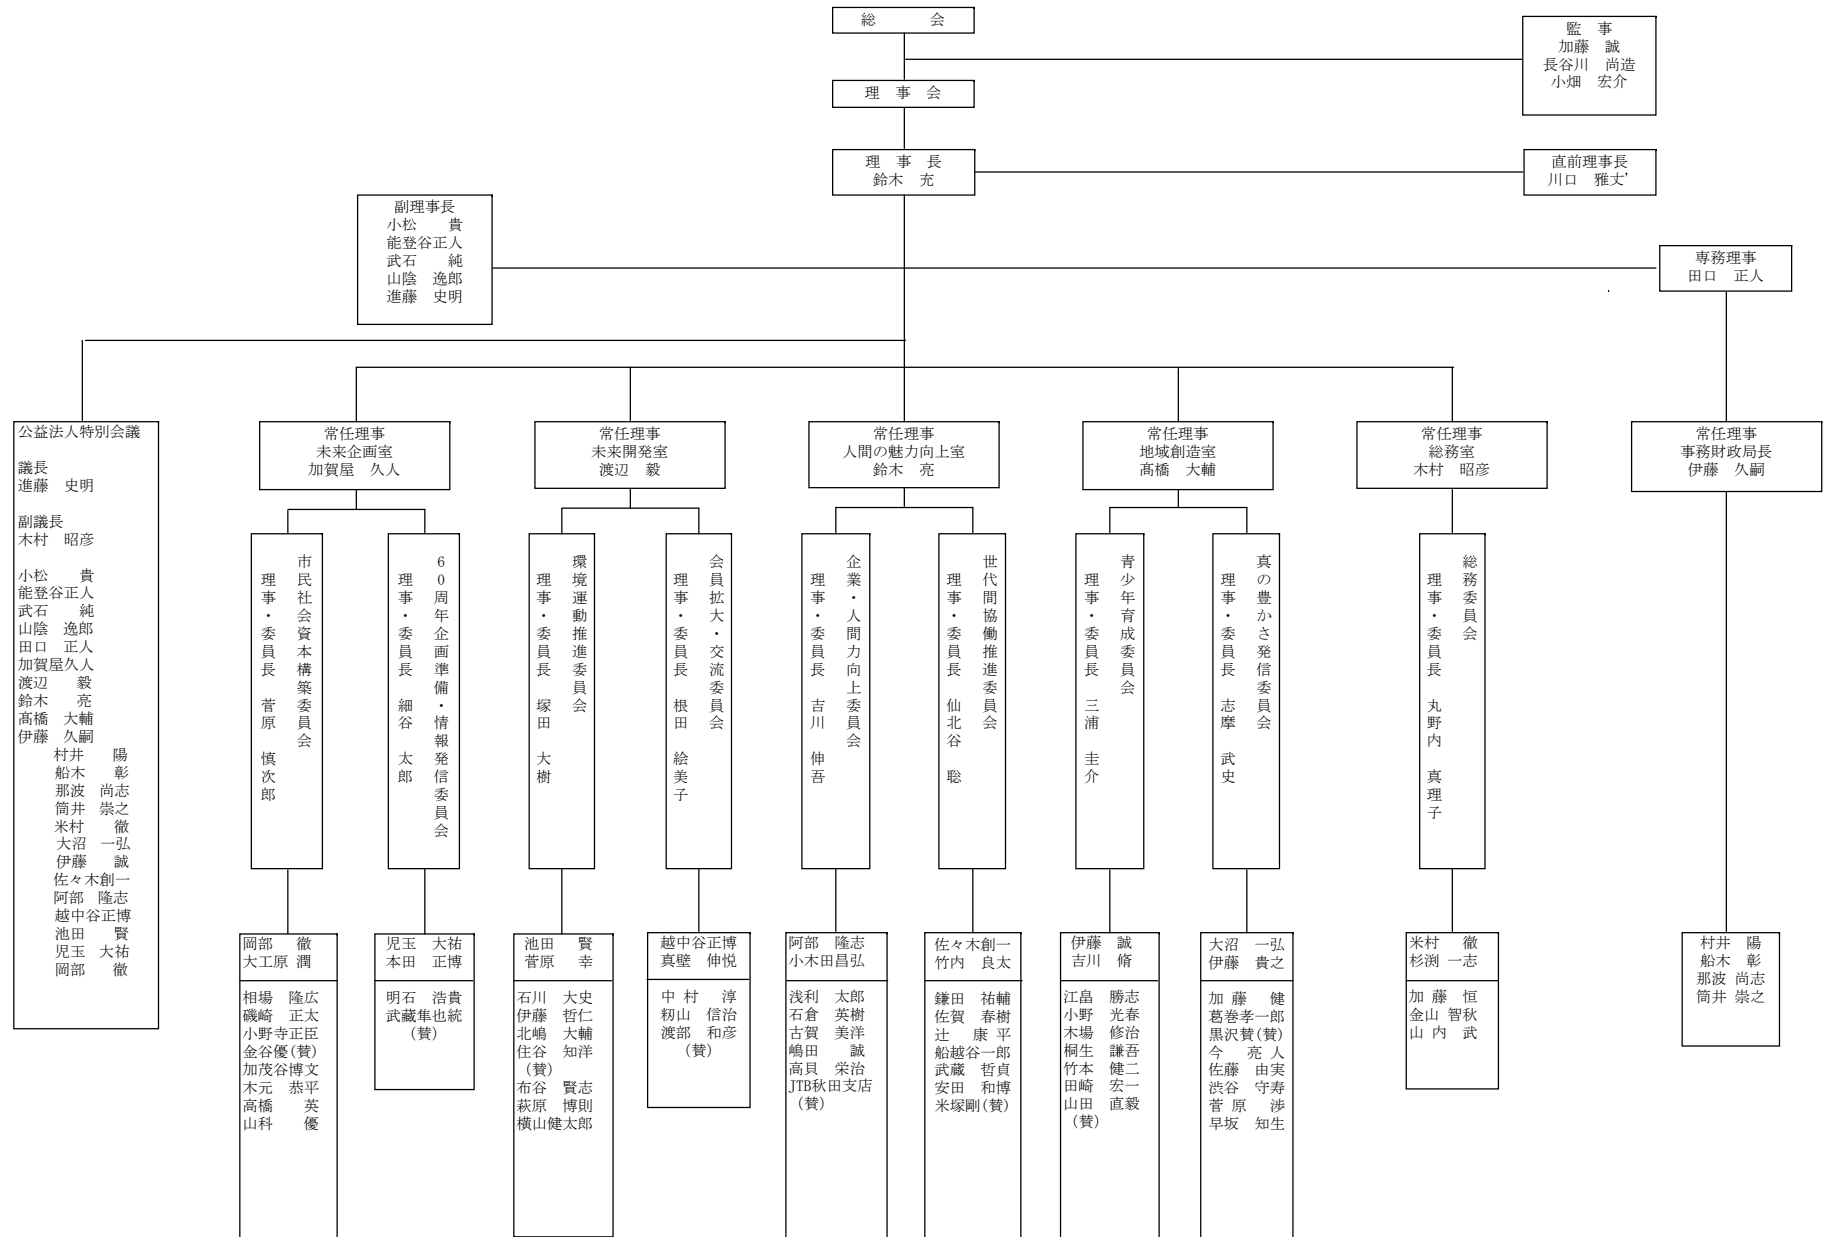 総　　会
監　事
加藤　誠
長谷川　尚造
小畑　宏介
理　事　会
理　事　長
鈴木　充
直前理事長
川口　雅丈’
副理事長
小松　　貴
能登谷正人
武石　　純
山陰　逸郎
進藤　史明
専務理事
田口　正人
公益法人特別会議
議長
進藤　史明
副議長
木村　昭彦
小松　　貴
能登谷正人
武石　　純
山陰　逸郎
田口　正人
加賀屋久人
渡辺　　毅
鈴木　　亮
髙橋　大輔
伊藤　久嗣
村井　　陽
船木　　彰
那波　尚志
筒井　崇之
米村　　徹
大沼　一弘
伊藤　　誠
佐々木創一
阿部　隆志
越中谷正博
池田　　賢
児玉　大祐
岡部　　徹
常任理事
未来企画室
加賀屋　久人
常任理事
未来開発室
渡辺　毅
常任理事
人間の魅力向上室
鈴木　亮
常任理事
地域創造室
髙橋　大輔
常任理事
総務室
木村　昭彦
常任理事
事務財政局長
伊藤　久嗣
市民社会資本構築委員会
理事・委員長　菅原　慎次郎
60周年企画準備・情報発信委員会
理事・委員長　細谷　太郎
環境運動推進委員会
理事・委員長　塚田　大樹
会員拡大・交流委員会
理事・委員長　根田　絵美子
企業・人間力向上委員会
理事・委員長　吉川　伸吾
世代間協働推進委員会
理事・委員長　仙北谷　聡
青少年育成委員会
理事・委員長　三浦　圭介
真の豊かさ発信委員会
理事・委員長　志摩　武史
総務委員会
理事・委員長　丸野内　真理子
岡部　　徹
大工原 潤
相場　隆広
磯崎　正太
小野寺正臣
金谷優(賛)
加茂谷博文
木元　恭平
高橋　　英
山科　　優
児玉　大祐
本田　正博
明石　浩貴
武藏隼也統
(賛)
池田　　賢
菅原　　幸
石川　大史
伊藤　哲仁
北嶋　大輔
住谷　知洋
(賛)
布谷　賢志
萩原　博則
横山健太郎
越中谷正博
真壁　伸悦
中 村　　淳
籾山　信治
渡部　和彦
(賛)
阿部　隆志
小木田昌弘
浅利　太郎
石倉　英樹
古賀　美洋
嶋田　　誠
高貝　栄治
JTB秋田支店
(賛)
佐々木創一
竹内　良太
鎌田　祐輔
佐賀　春樹
辻　康 平
船越谷一郎
武蔵　哲貞
安田　和博
米塚剛(賛)
伊藤　誠
吉川　脩
江畠　勝志
小野　光春
木場　修治
桐生　謙吾
竹本　健二
田崎　宏一
山田　直毅
(賛)
大沼　一弘
伊藤　貴之
加 藤　健
葛巻孝一郎
黒沢賛(賛)
今　亮 人
佐藤　由実
渋谷　守寿
菅 原　渉
早坂　知生
米村　　徹
杉渕 一志
加 藤　恒
金山 智秋
山 内　武
村井　陽
船木　彰
那波 尚志
筒井 崇之